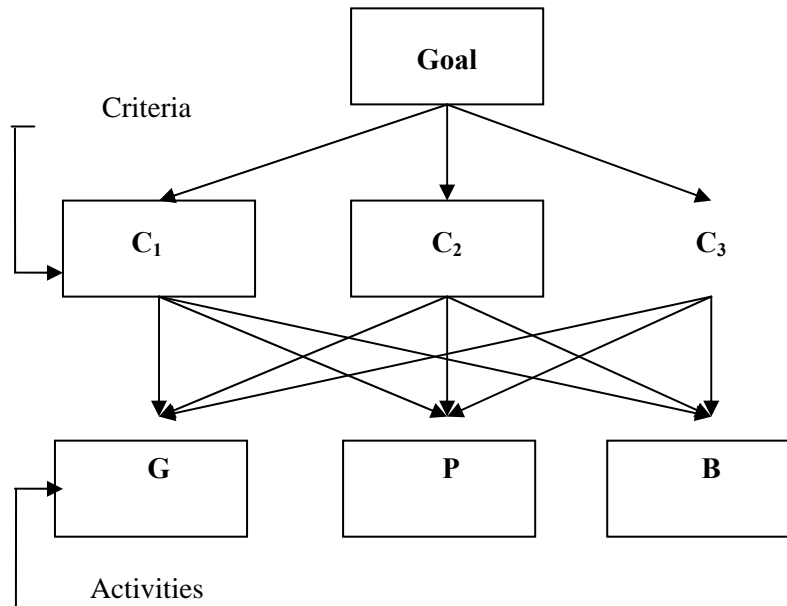 Goal
Criteria
C₁ C₂ C₃
G P B
Activities